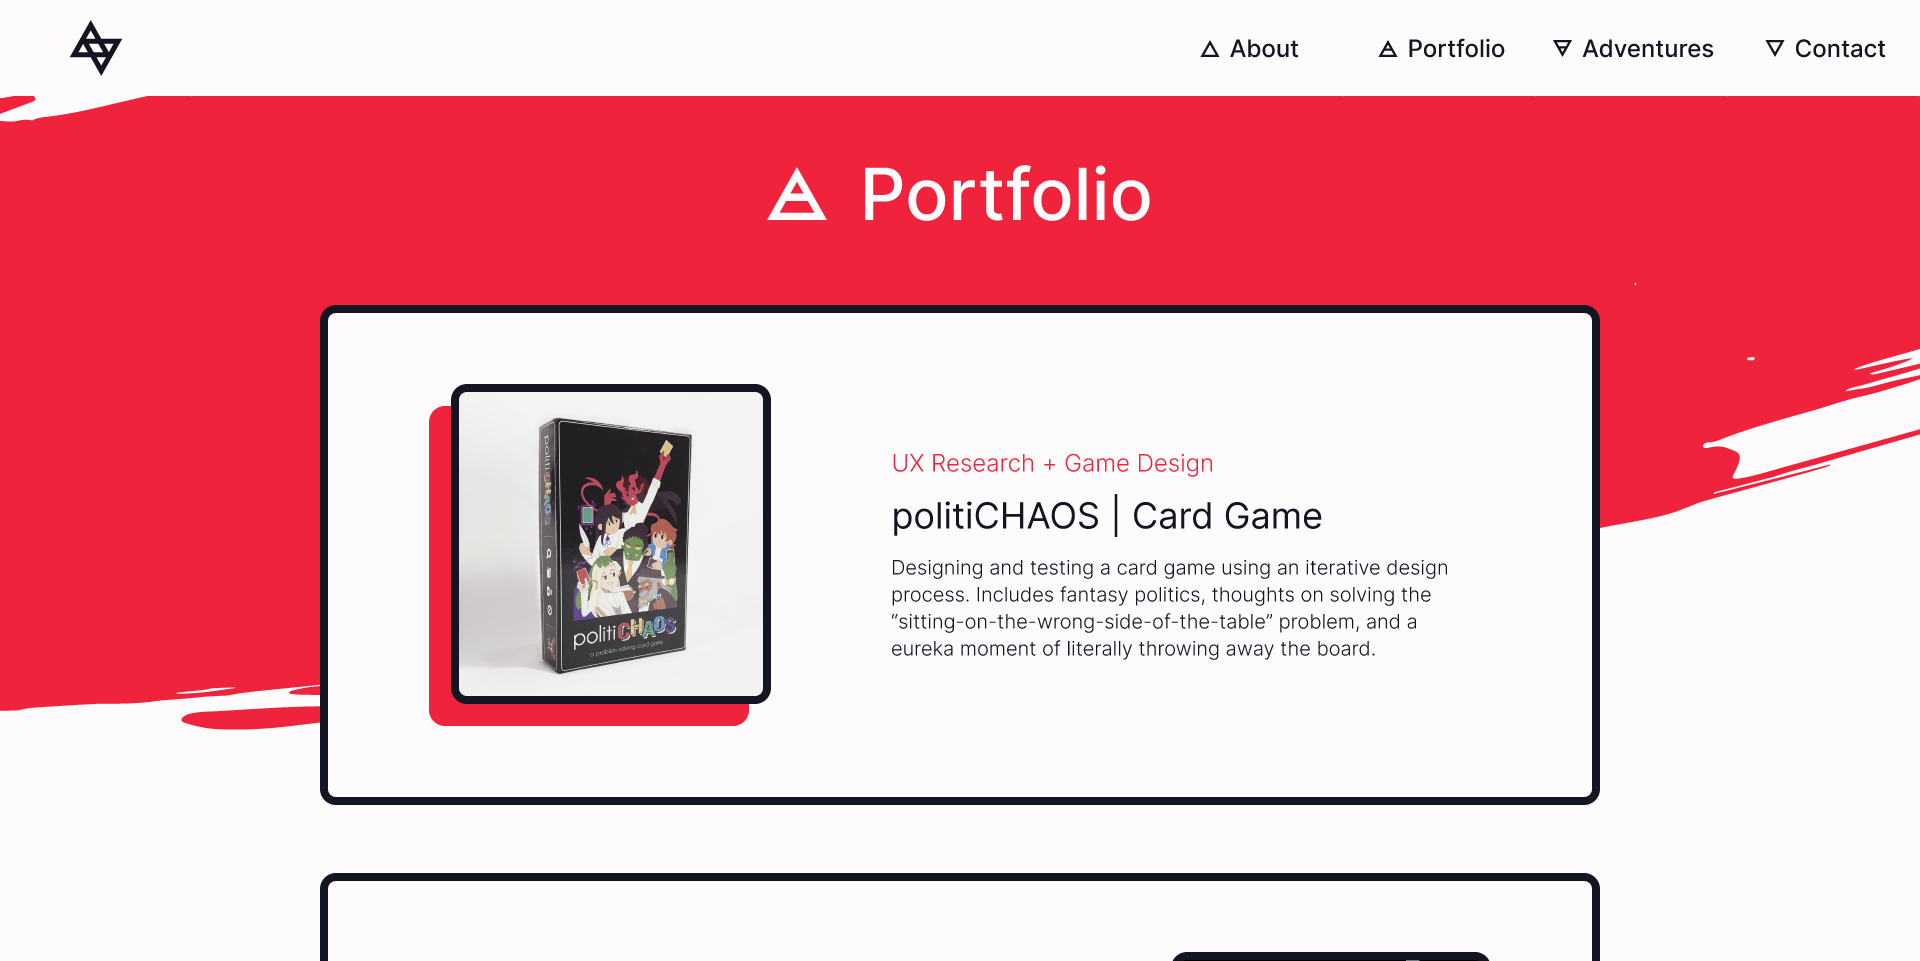 About
Portfolio
Adventures
Contact
Portfolio
politiCHAOS
politiCHAOS
a problem solving card game
UX Research + Game Design
politiCHAOS | Card Game
Designing and testing a card game using an iterative design
process. Includes fantasy politics, thoughts on solving the
“sitting-on-the-wrong-side-of-the-table” problem, and a
eureka moment of literally throwing away the board.